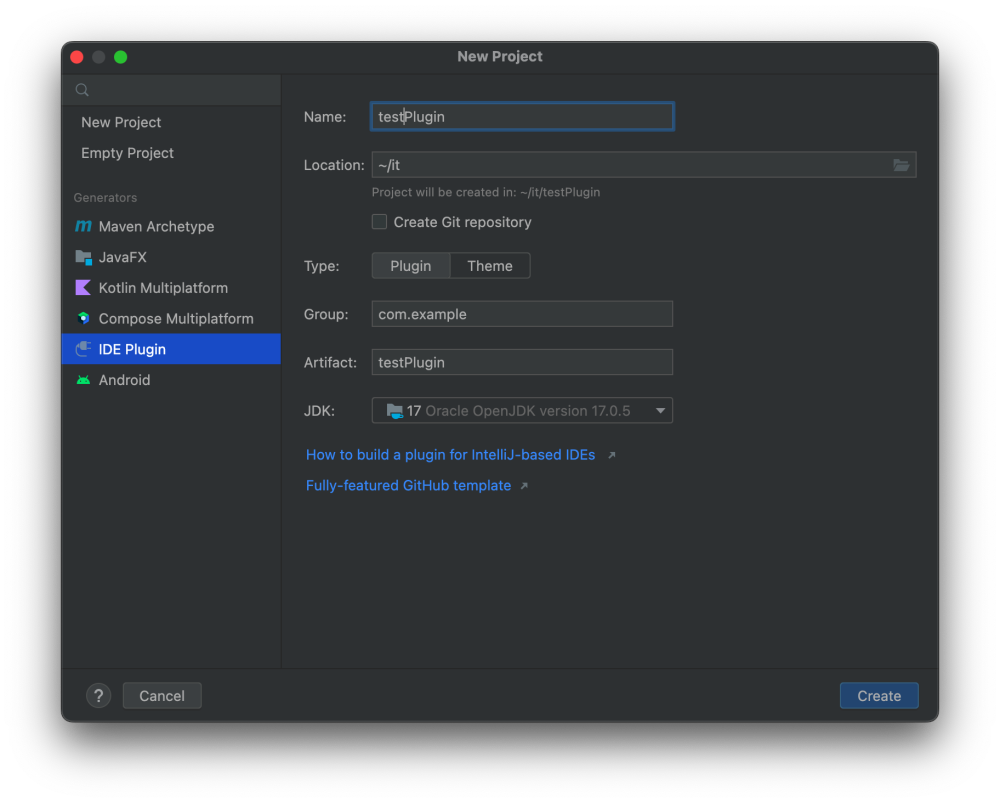 New Project
New Project
Empty Project
Generators
m Maven Archetype
JavaFX
Kotlin Multiplatform
Compose Multiplatform
IDE Plugin
Android
Name: testPlugin
Location: ~/it
Project will be created in: ~/it/testPlugin
Create Git repository
Type: Plugin Theme
Group: com.example
Artifact: testPlugin
JDK: 17 Oracle OpenJDK version 17.0.5
How to build a plugin for IntelliJ-based IDEs ↗
Fully-featured GitHub template ↗
? Cancel Create